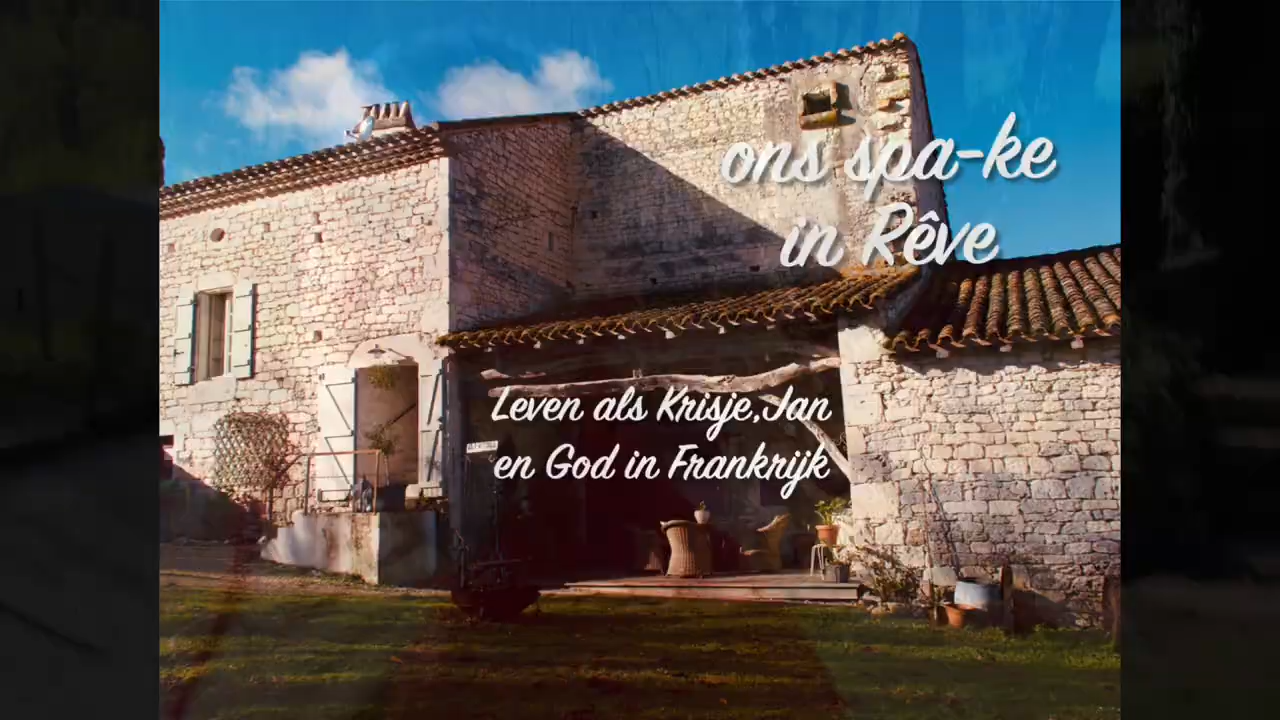 ons spa-ke
in Rêve
Leven als Krisje,Jan
en God in Frankrijk